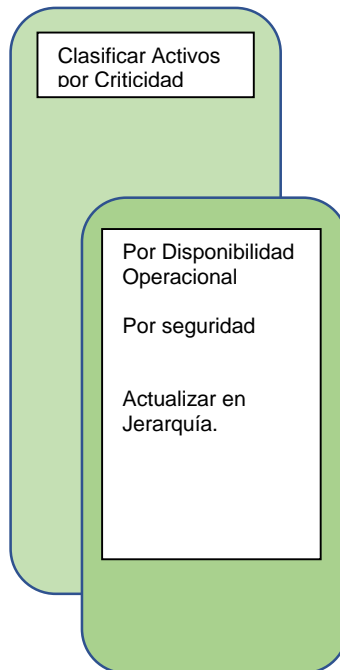 Clasificar Activos
por Criticidad
Por Disponibilidad
Operacional
Por seguridad
Actualizar en
Jerarquía.